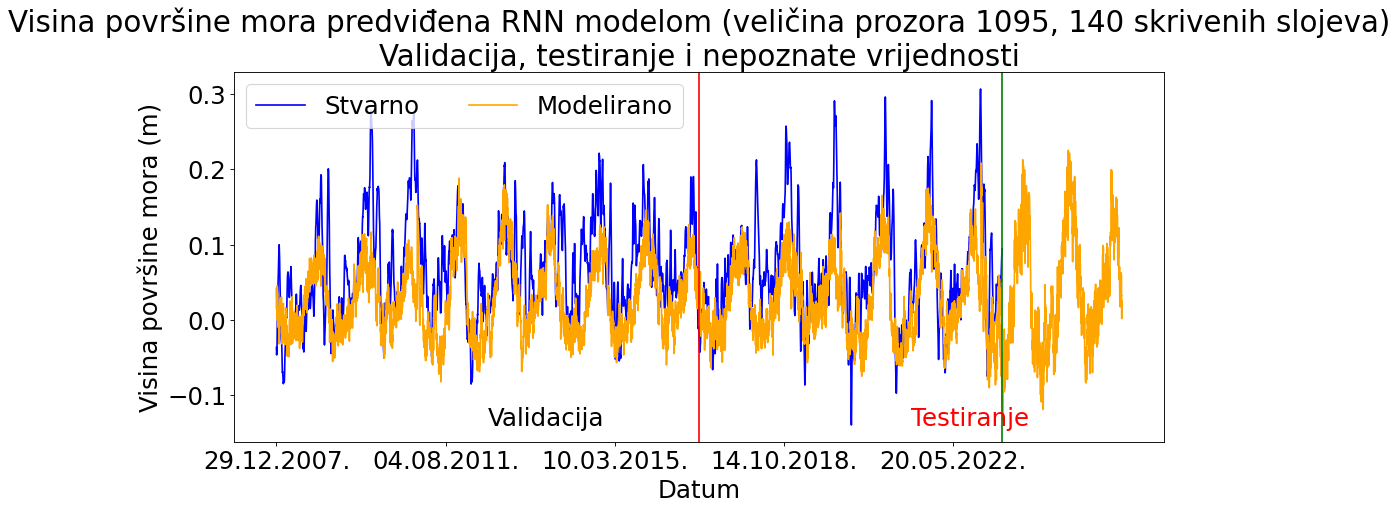 Visina površine mora predviđena RNN modelom (veličina prozora 1095, 140 skrivenih slojeva)
Validacija, testiranje i nepoznate vrijednosti
Stvarno Modelirano
Visina površine mora (m)
0.3
0.2
0.1
0.0
−0.1
Validacija Testiranje
29.12.2007. 04.08.2011. 10.03.2015. 14.10.2018. 20.05.2022.
Datum